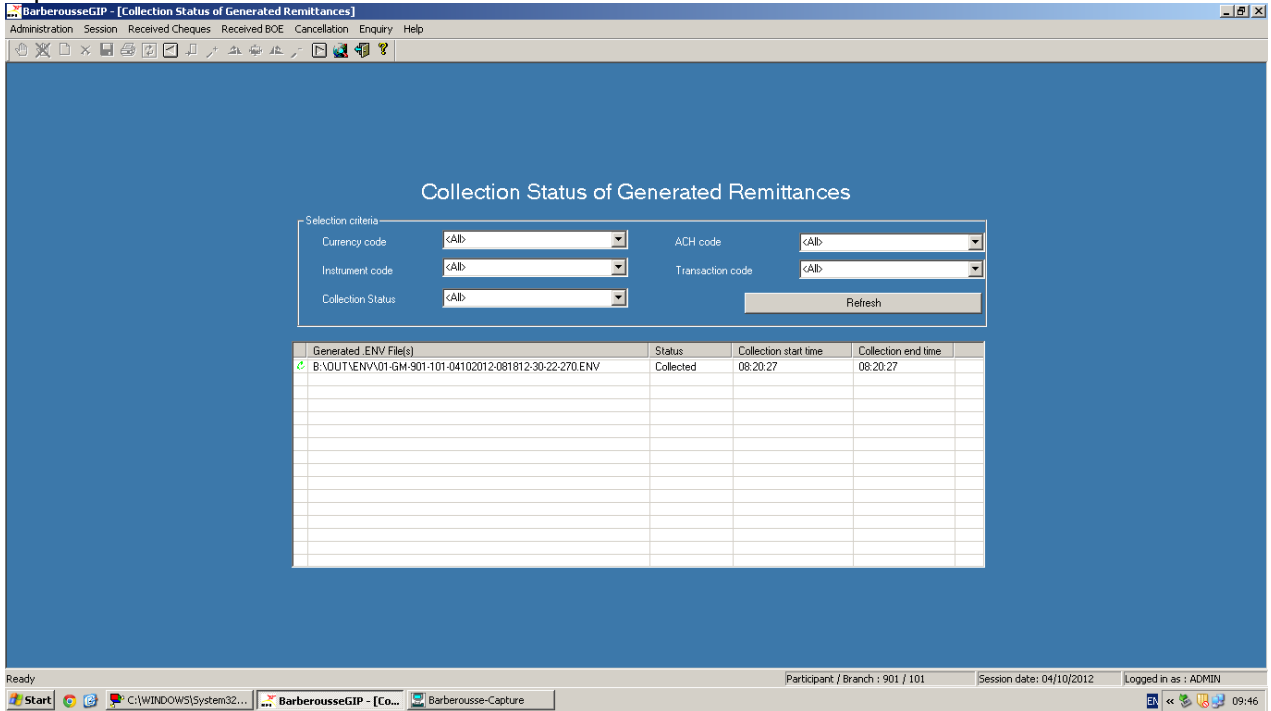 BarberousseGIP - [Collection Status of Generated Remittances]
Administration Session Received Cheques Received BOE Cancellation Enquiry Help
Collection Status of Generated Remittances
Selection criteria
Currency code <All> ACH code <All>
Instrument code <All> Transaction code <All>
Collection Status <All> Refresh
Generated .ENV File(s) Status Collection start time Collection end time
B:\OUT\ENV\01-GM-901-101-04102012-081812-30-22-270.ENV Collected 08:20:27 08:20:27
Ready Participant / Branch : 901 / 101 Session date: 04/10/2012 Logged in as : ADMIN
Start C:\WINDOWS\System32... BarberousseGIP - [Co... Barberousse-Capture EN « 09:46